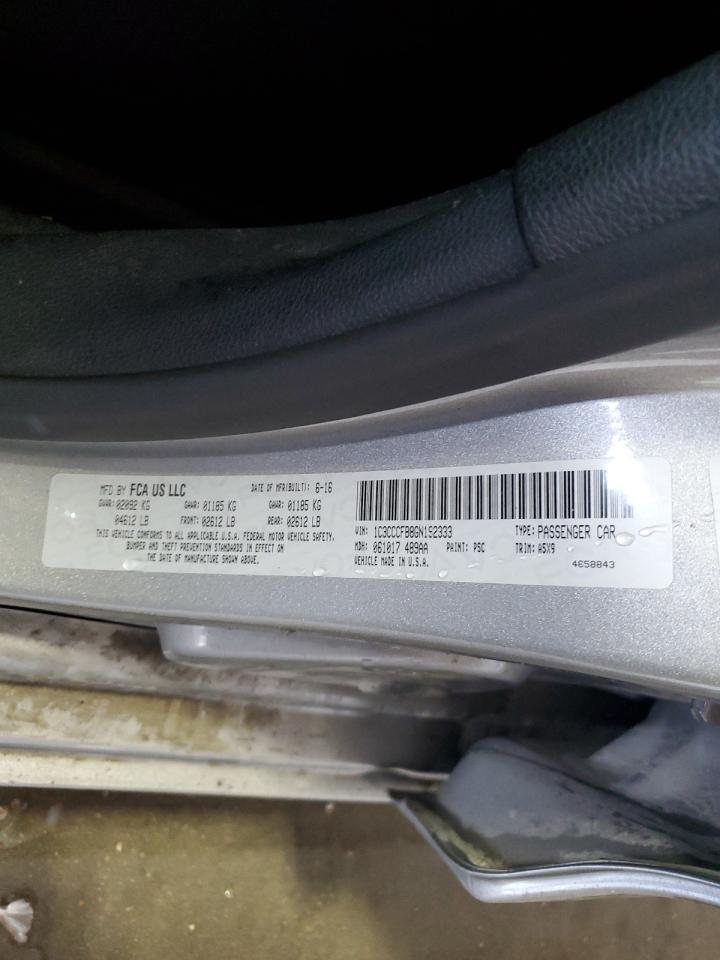 MFD BY FCA US LLC DATE OF MFR(BUILT): 6-16
GVWR: 02092 KG GAWR: 01185 KG GAWR: 01185 KG
04612 LB FRONT: 02612 LB REAR: 02612 LB
THIS VEHICLE CONFORMS TO ALL APPLICABLE U.S.A. FEDERAL MOTOR VEHICLE SAFETY,
BUMPER AND THEFT PREVENTION STANDARDS IN EFFECT ON
THE DATE OF MANUFACTURE SHOWN ABOVE.
VIN: 1C3CCCFB8GN192333 TYPE: PASSENGER CAR
MDH: 061017 489AA PAINT: PSC TRIM: A5X9
VEHICLE MADE IN U.S.A. 4658843